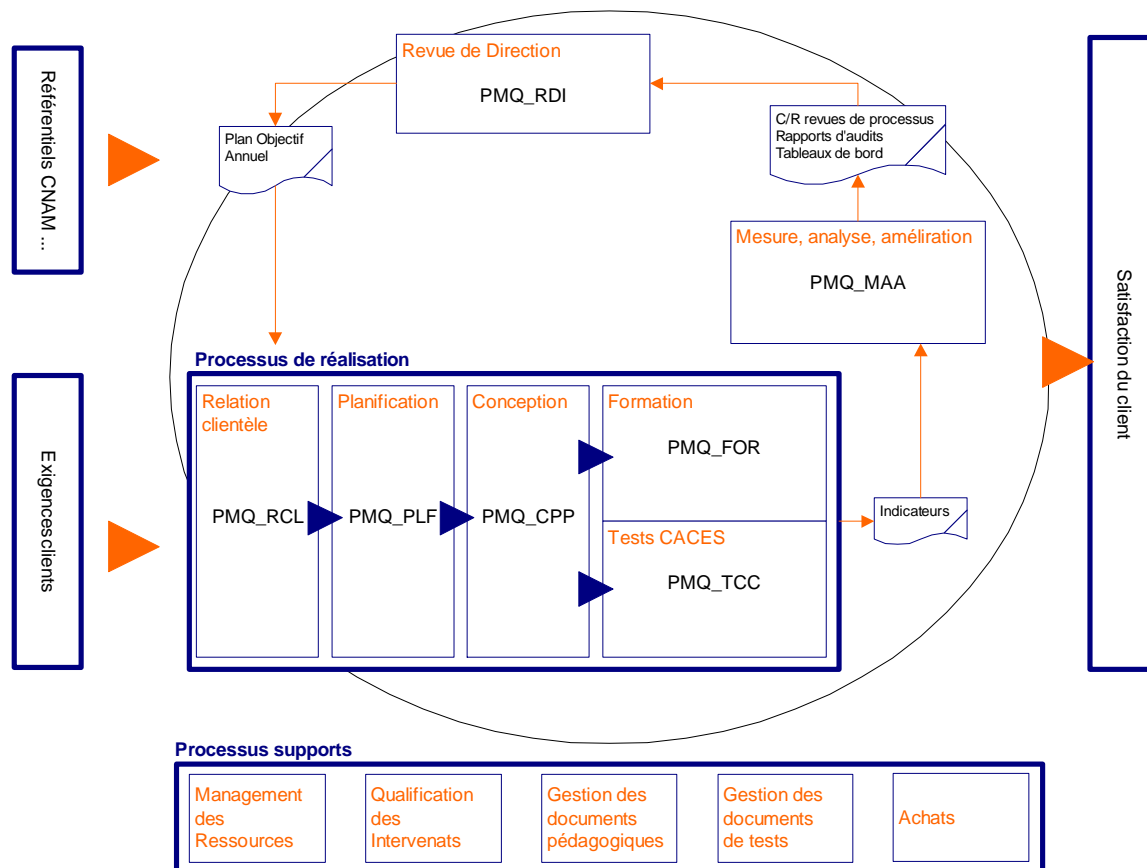 Revue de Direction
PMQ_RDI
Référentiels CNAM ...
Plan Objectif
Annuel
C/R revues de processus
Rapports d'audits
Tableaux de bord
Mesure, analyse, améliration
PMQ_MAA
Satisfaction du client
Processus de réalisation
Exigencesclients
Relation
clientèle
PMQ_RCL
Planification
PMQ_PLF
Conception
PMQ_CPP
Formation
PMQ_FOR
Tests CACES
PMQ_TCC
Indicateurs
Processus supports
Management
des
Ressources
Qualification
des
Intervenats
Gestion des
documents
pédagogiques
Gestion des
documents
de tests
Achats